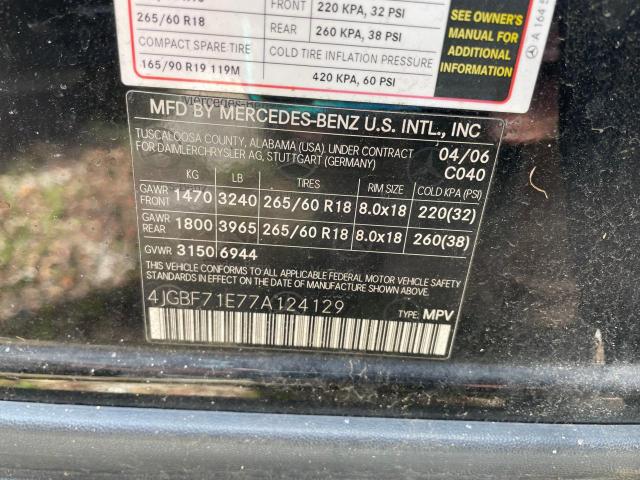 FRONT 220 KPA, 32 PSI
265/60 R18 REAR 260 KPA, 38 PSI
COMPACT SPARE TIRE COLD TIRE INFLATION PRESSURE
165/90 R19 119M 420 KPA, 60 PSI
SEE OWNER'S
MANUAL FOR
ADDITIONAL
INFORMATION
A 164 5
MFD BY MERCEDES-BENZ U.S. INTL., INC
TUSCALOOSA COUNTY, ALABAMA (USA). UNDER CONTRACT 04/06
FOR DAIMLERCHRYSLER AG, STUTTGART (GERMANY) C040
KG LB TIRES RIM SIZE COLD KPA (PSI)
GAWR FRONT 1470 3240 265/60 R18 8.0x18 220(32)
GAWR REAR 1800 3965 265/60 R18 8.0x18 260(38)
GVWR 3150 6944
THIS VEHICLE CONFORMS TO ALL APPLICABLE FEDERAL MOTOR VEHICLE SAFETY
STANDARDS IN EFFECT ON THE DATE OF MANUFACTURE SHOWN ABOVE.
4JGBF71E77A124129
TYPE: MPV